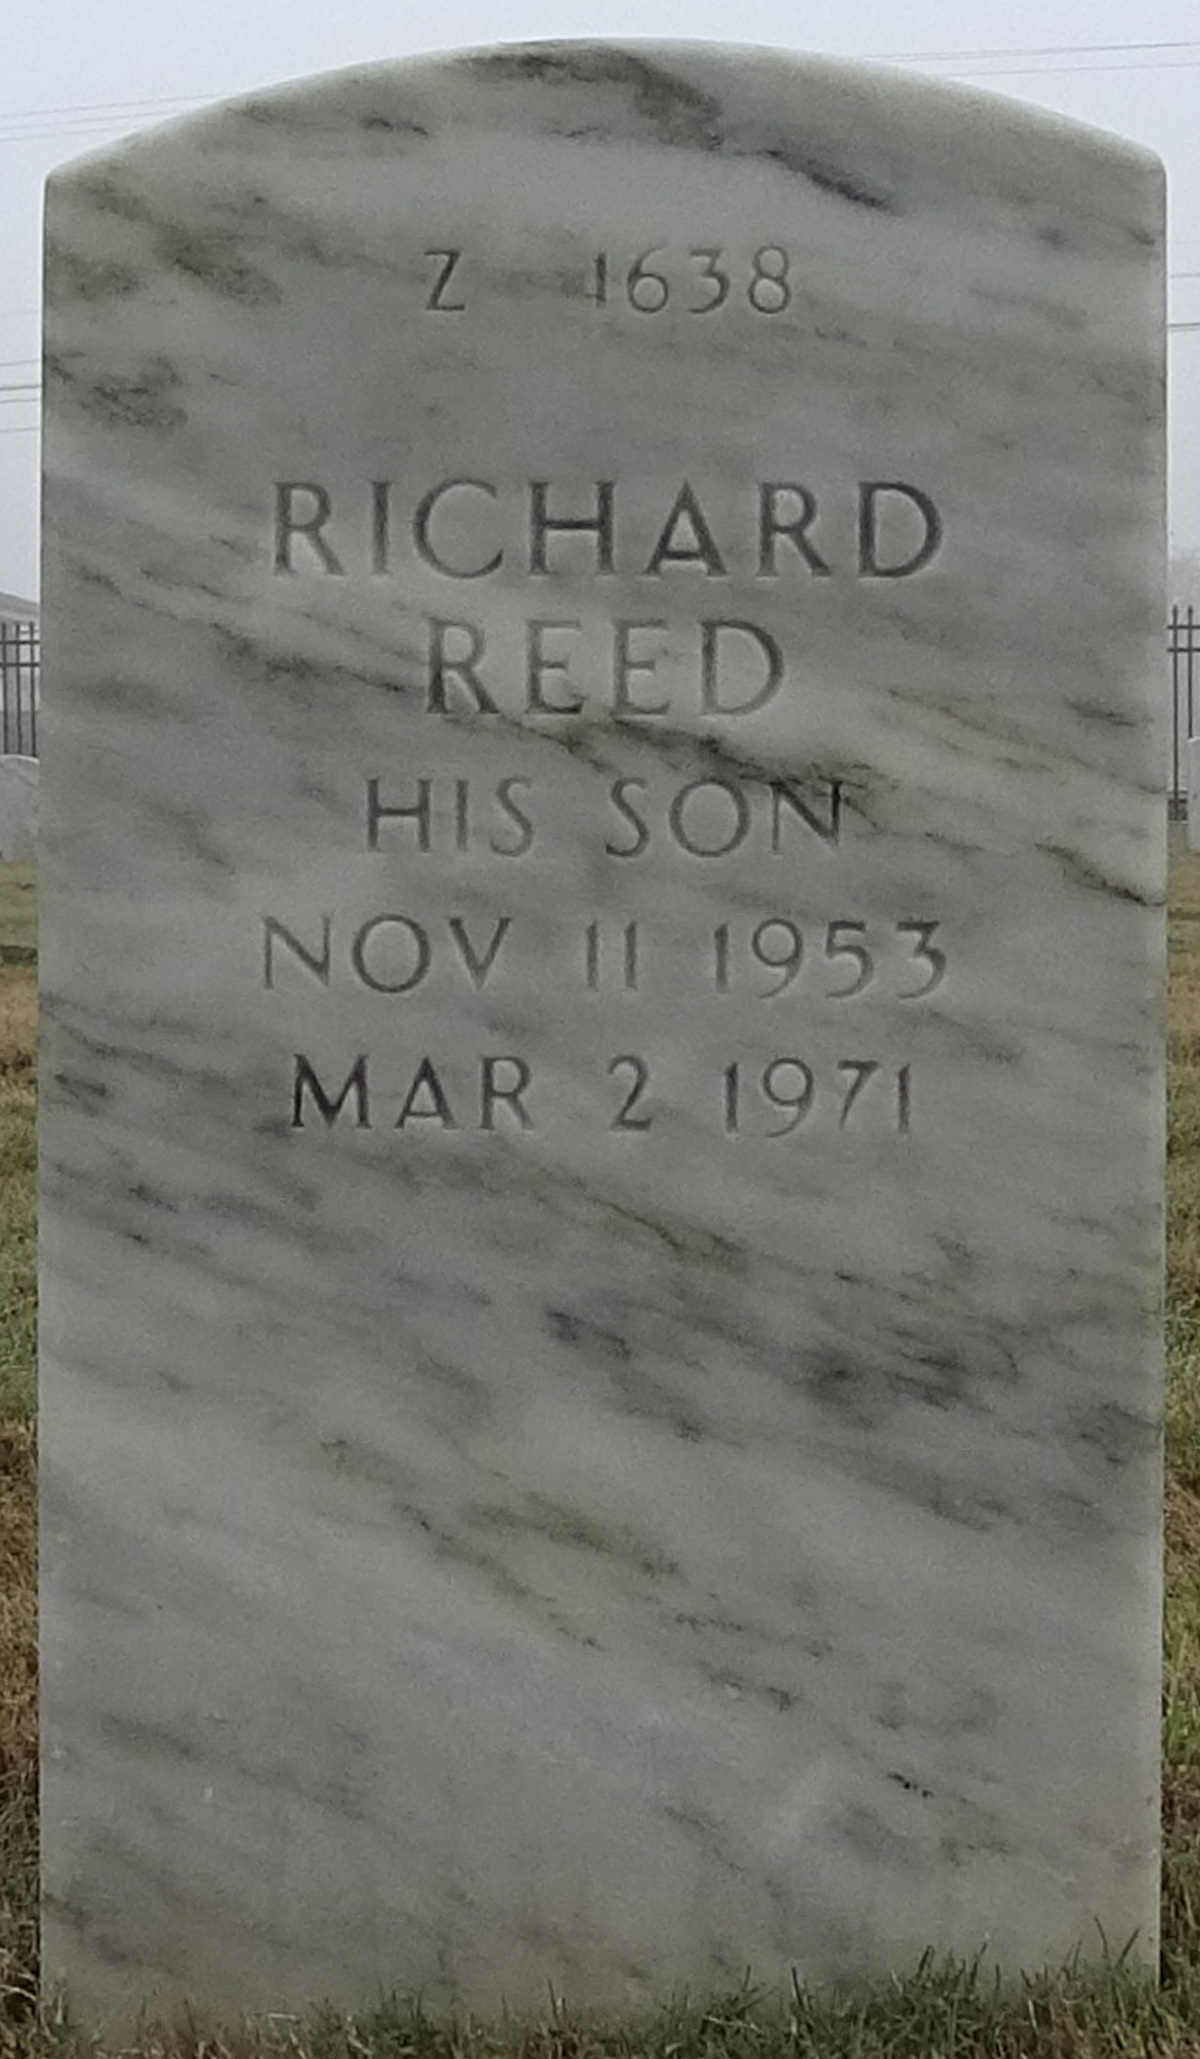 Z 1638
RICHARD
REED
HIS SON
NOV 11 1953
MAR 2 1971